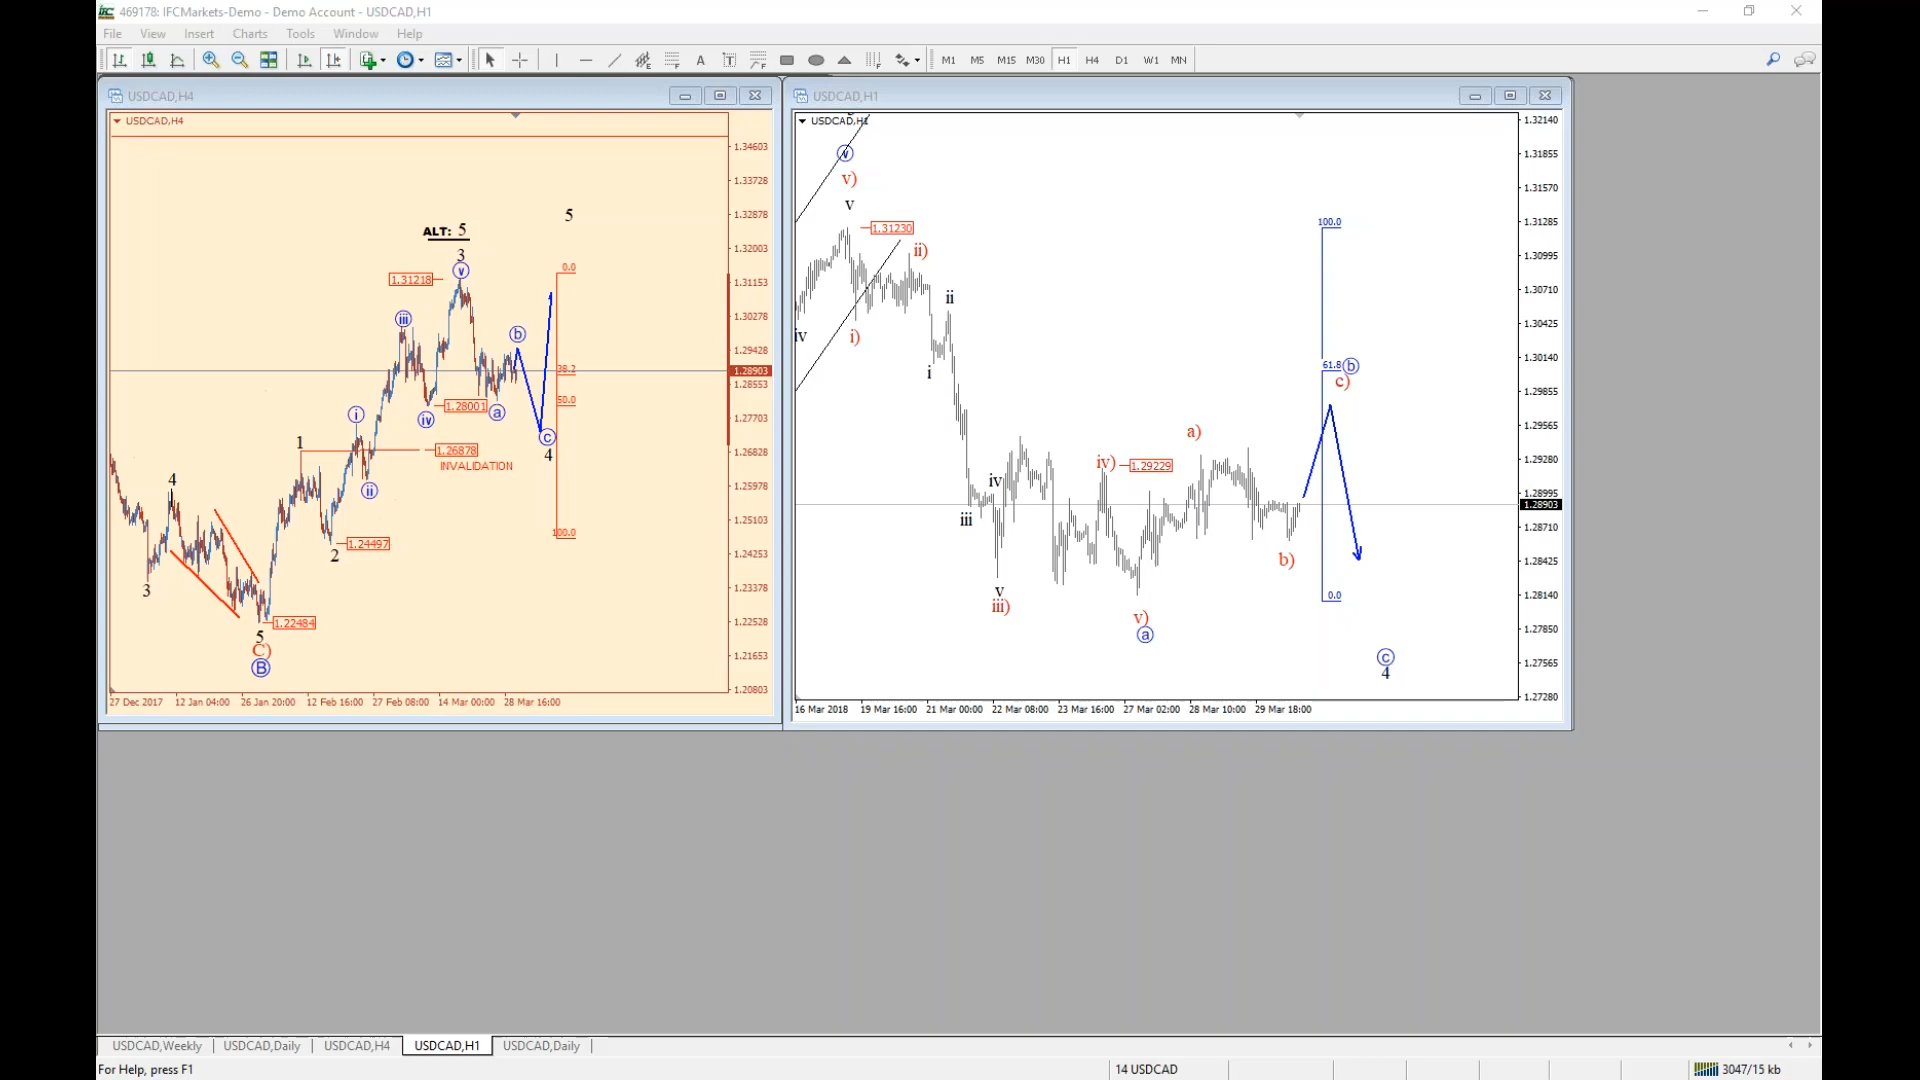 469178: IFCMarkets-Demo - Demo Account - USDCAD,H1
File View Insert Charts Tools Window Help
A T M1 M5 M15 M30 H1 H4 D1 W1 MN
USDCAD,H4
USDCAD,H4
ALT: 5
5
3
v
1.31218
iii
b
0.0
38.2
50.0
1.28001
iv
a
c
4
i
1
1.26878
INVALIDATION
ii
4
3
1.24497
2
100.0
1.22484
5
C)
B
1.34603
1.33728
1.32878
1.32003
1.31153
1.30278
1.29428
1.28903
1.28553
1.27703
1.26828
1.25978
1.25103
1.24253
1.23378
1.22528
1.21653
1.20803
27 Dec 2017 12 Jan 04:00 26 Jan 20:00 12 Feb 16:00 27 Feb 08:00 14 Mar 00:00 28 Mar 16:00
USDCAD,H1
USDCAD,H1
v
v)
v
1.31230
ii)
iv
i)
ii
i
iii
iv
v
iii)
iv)
1.29229
a)
v)
a
b)
100.0
61.8
b
c)
0.0
c
4
1.32140
1.31855
1.31570
1.31285
1.30995
1.30710
1.30425
1.30140
1.29855
1.29565
1.29280
1.28995
1.28903
1.28710
1.28425
1.28140
1.27850
1.27565
1.27280
16 Mar 2018 19 Mar 16:00 21 Mar 00:00 22 Mar 08:00 23 Mar 16:00 27 Mar 02:00 28 Mar 10:00 29 Mar 18:00
USDCAD,Weekly USDCAD,Daily USDCAD,H4 USDCAD,H1 USDCAD,Daily
For Help, press F1 14 USDCAD 3047/15 kb